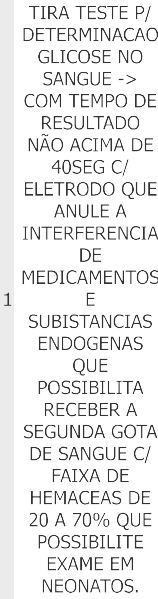 TIRA TESTE P/
DETERMINACAO
GLICOSE NO
SANGUE ->
COM TEMPO DE
RESULTADO
NÃO ACIMA DE
40SEG C/
ELETRODO QUE
ANULE A
INTERFERENCIA
DE
MEDICAMENTOS
1 E
SUBISTANCIAS
ENDOGENAS
QUE
POSSIBILITA
RECEBER A
SEGUNDA GOTA
DE SANGUE C/
FAIXA DE
HEMACEAS DE
20 A 70% QUE
POSSIBILITE
EXAME EM
NEONATOS.